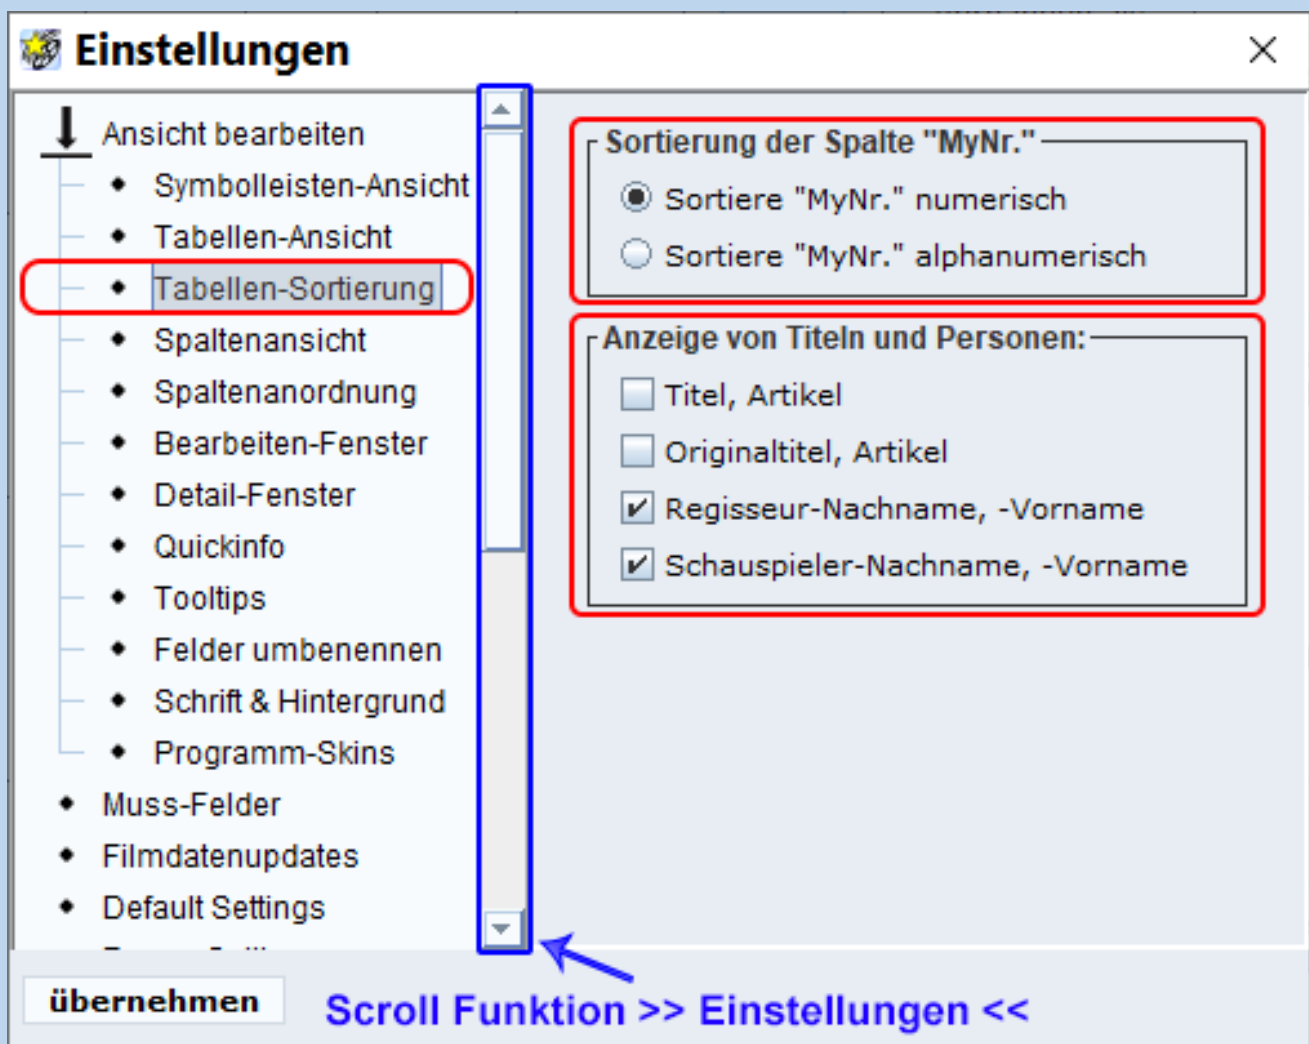 Einstellungen
Ansicht bearbeiten
Symbolleisten-Ansicht
Tabellen-Ansicht
Tabellen-Sortierung
Spaltenansicht
Spaltenanordnung
Bearbeiten-Fenster
Detail-Fenster
Quickinfo
Tooltips
Felder umbenennen
Schrift & Hintergrund
Programm-Skins
Muss-Felder
Filmdatenupdates
Default Settings
Sortierung der Spalte "MyNr."
Sortiere "MyNr." numerisch
Sortiere "MyNr." alphanumerisch
Anzeige von Titeln und Personen:
Titel, Artikel
Originaltitel, Artikel
Regisseur-Nachname, -Vorname
Schauspieler-Nachname, -Vorname
übernehmen
Scroll Funktion >> Einstellungen <<